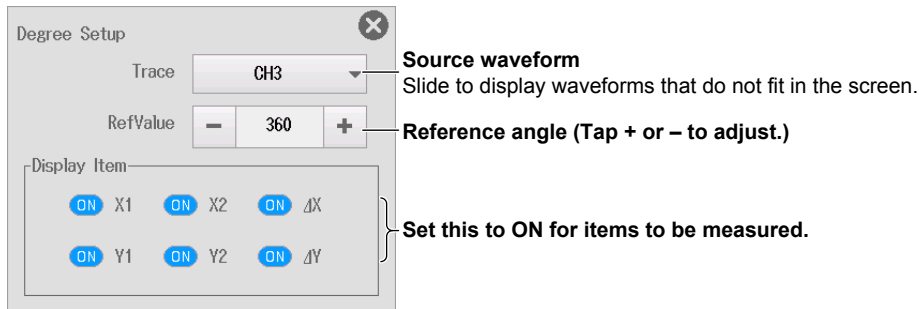 Degree Setup
Trace CH3
Source waveform
Slide to display waveforms that do not fit in the screen.
RefValue − 360 +
Reference angle (Tap + or – to adjust.)
Display Item
ON X1 ON X2 ON ΔX
ON Y1 ON Y2 ON ΔY
Set this to ON for items to be measured.